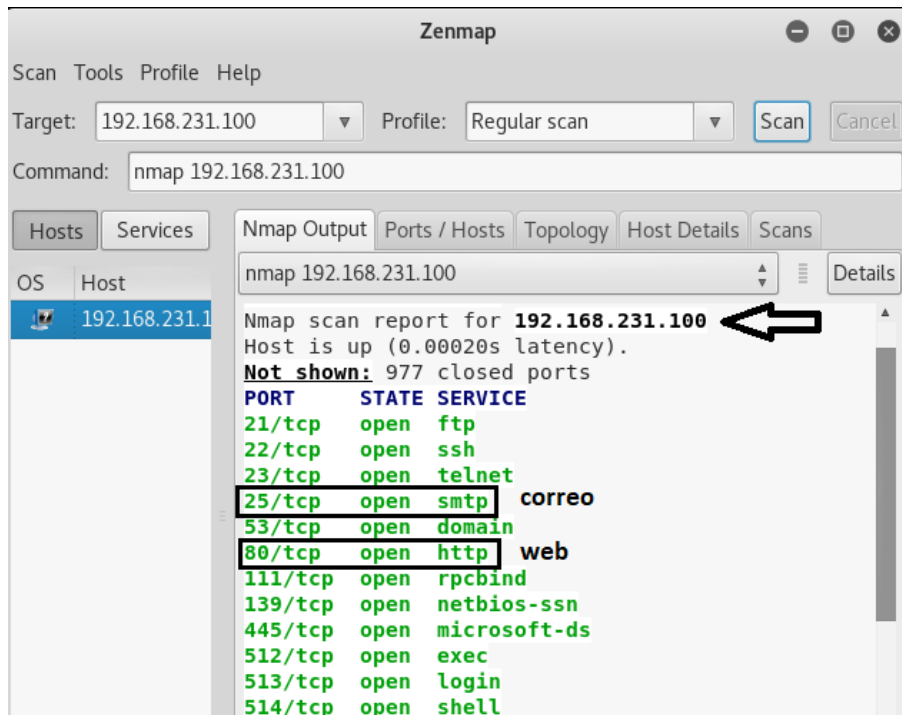 Zenmap
Scan Tools Profile Help
Target: 192.168.231.100 Profile: Regular scan Scan Cancel
Command: nmap 192.168.231.100
Hosts Services Nmap Output Ports / Hosts Topology Host Details Scans
OS Host nmap 192.168.231.100 Details
192.168.231.1
Nmap scan report for 192.168.231.100
Host is up (0.00020s latency).
Not shown: 977 closed ports
PORT STATE SERVICE
21/tcp open ftp
22/tcp open ssh
23/tcp open telnet
25/tcp open smtp correo
53/tcp open domain
80/tcp open http web
111/tcp open rpcbind
139/tcp open netbios-ssn
445/tcp open microsoft-ds
512/tcp open exec
513/tcp open login
514/tcp open shell